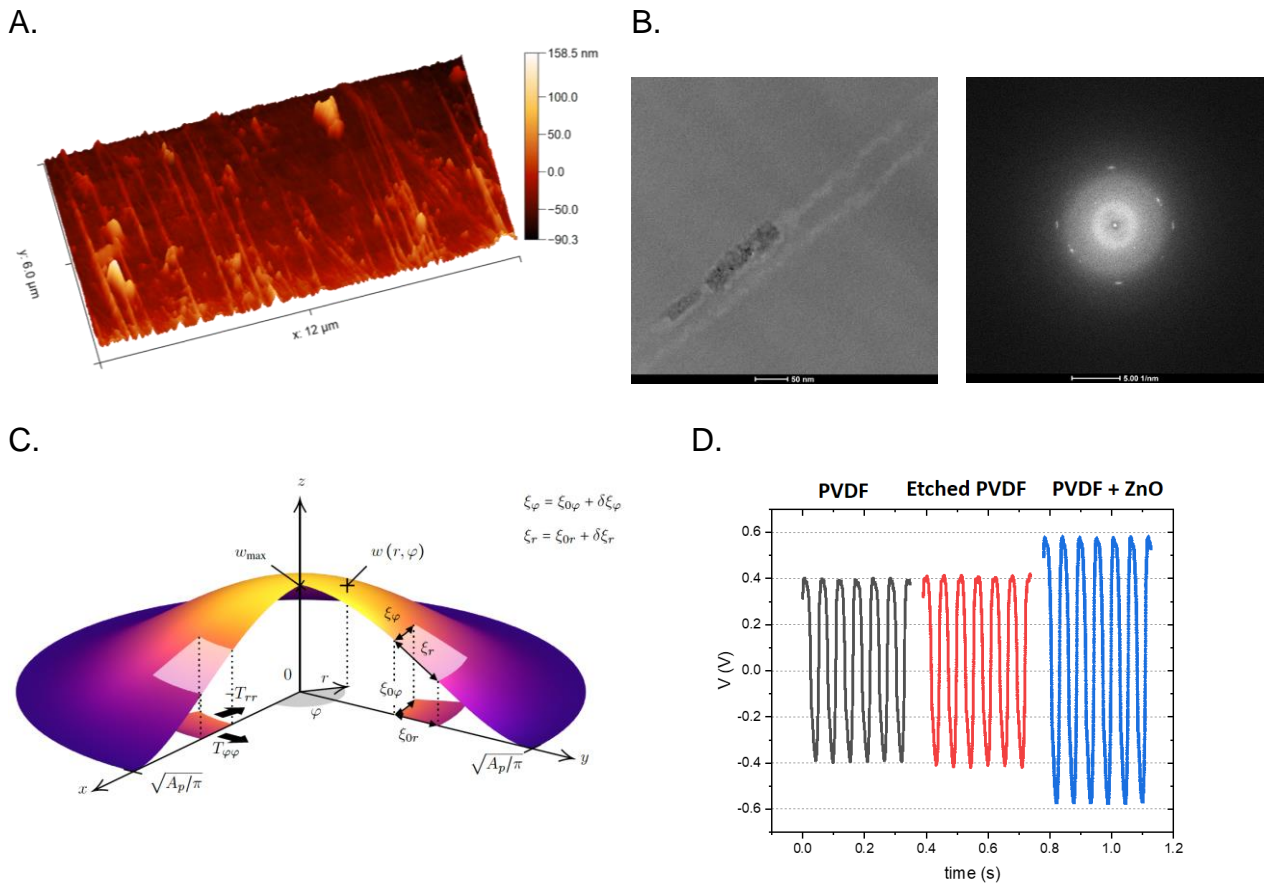 A.
158.5 nm
100.0
50.0
0.0
−50.0
−90.3
y: 6.0 µm
x: 12 µm
B.
50 nm
5.00 1/nm
C.
z
ξφ = ξ0φ + δξφ
ξr = ξ0r + δξr
wmax
w (r, φ)
ξφ
ξr
0
r
φ
ξ0φ
ξ0r
−Trr
Tφφ
√Ap/π
x
√Ap/π
y
D.
PVDF Etched PVDF PVDF + ZnO
0.6
0.4
0.2
0.0
-0.2
-0.4
-0.6
V (V)
0.0 0.2 0.4 0.6 0.8 1.0 1.2
time (s)